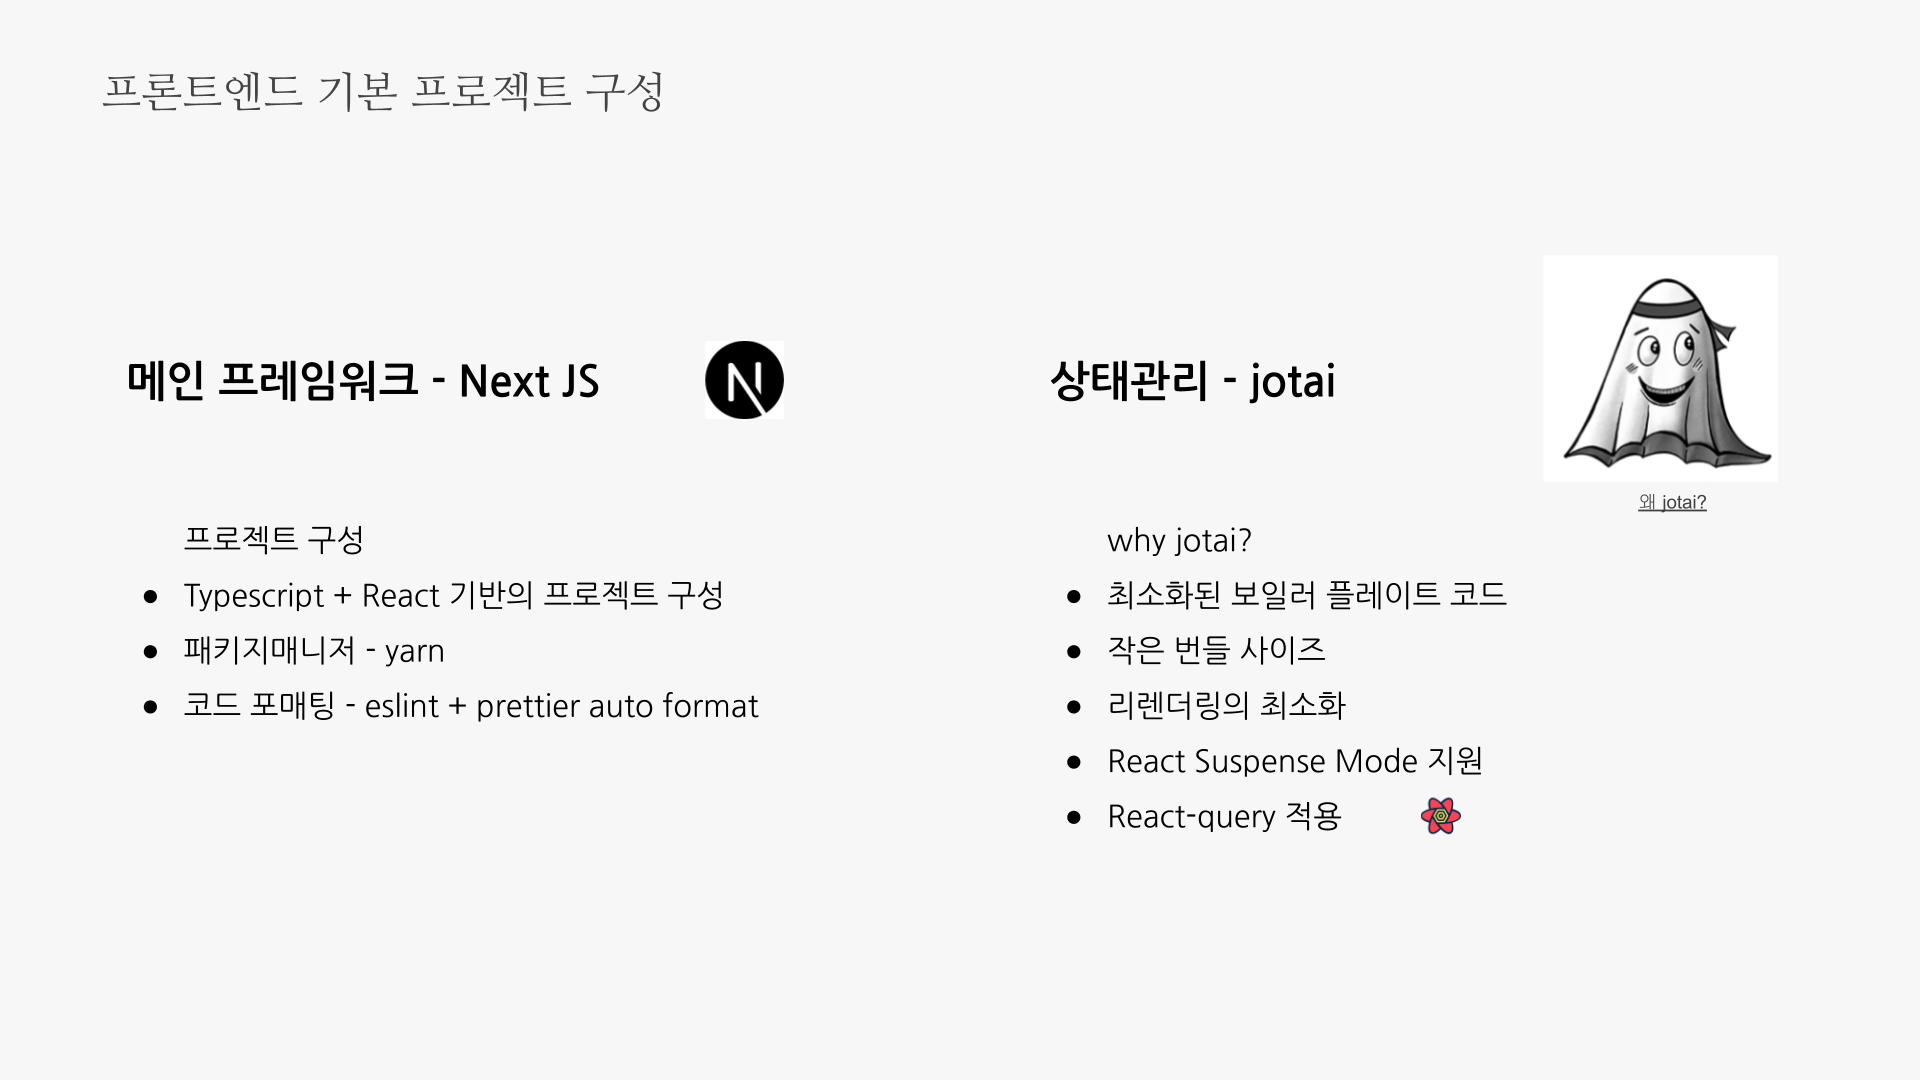 프론트엔드 기본 프로젝트 구성
메인 프레임워크 - Next JS
프로젝트 구성
● Typescript + React 기반의 프로젝트 구성
● 패키지매니저 - yarn
● 코드 포매팅 - eslint + prettier auto format
상태관리 - jotai
왜 jotai?
why jotai?
● 최소화된 보일러 플레이트 코드
● 작은 번들 사이즈
● 리렌더링의 최소화
● React Suspense Mode 지원
● React-query 적용